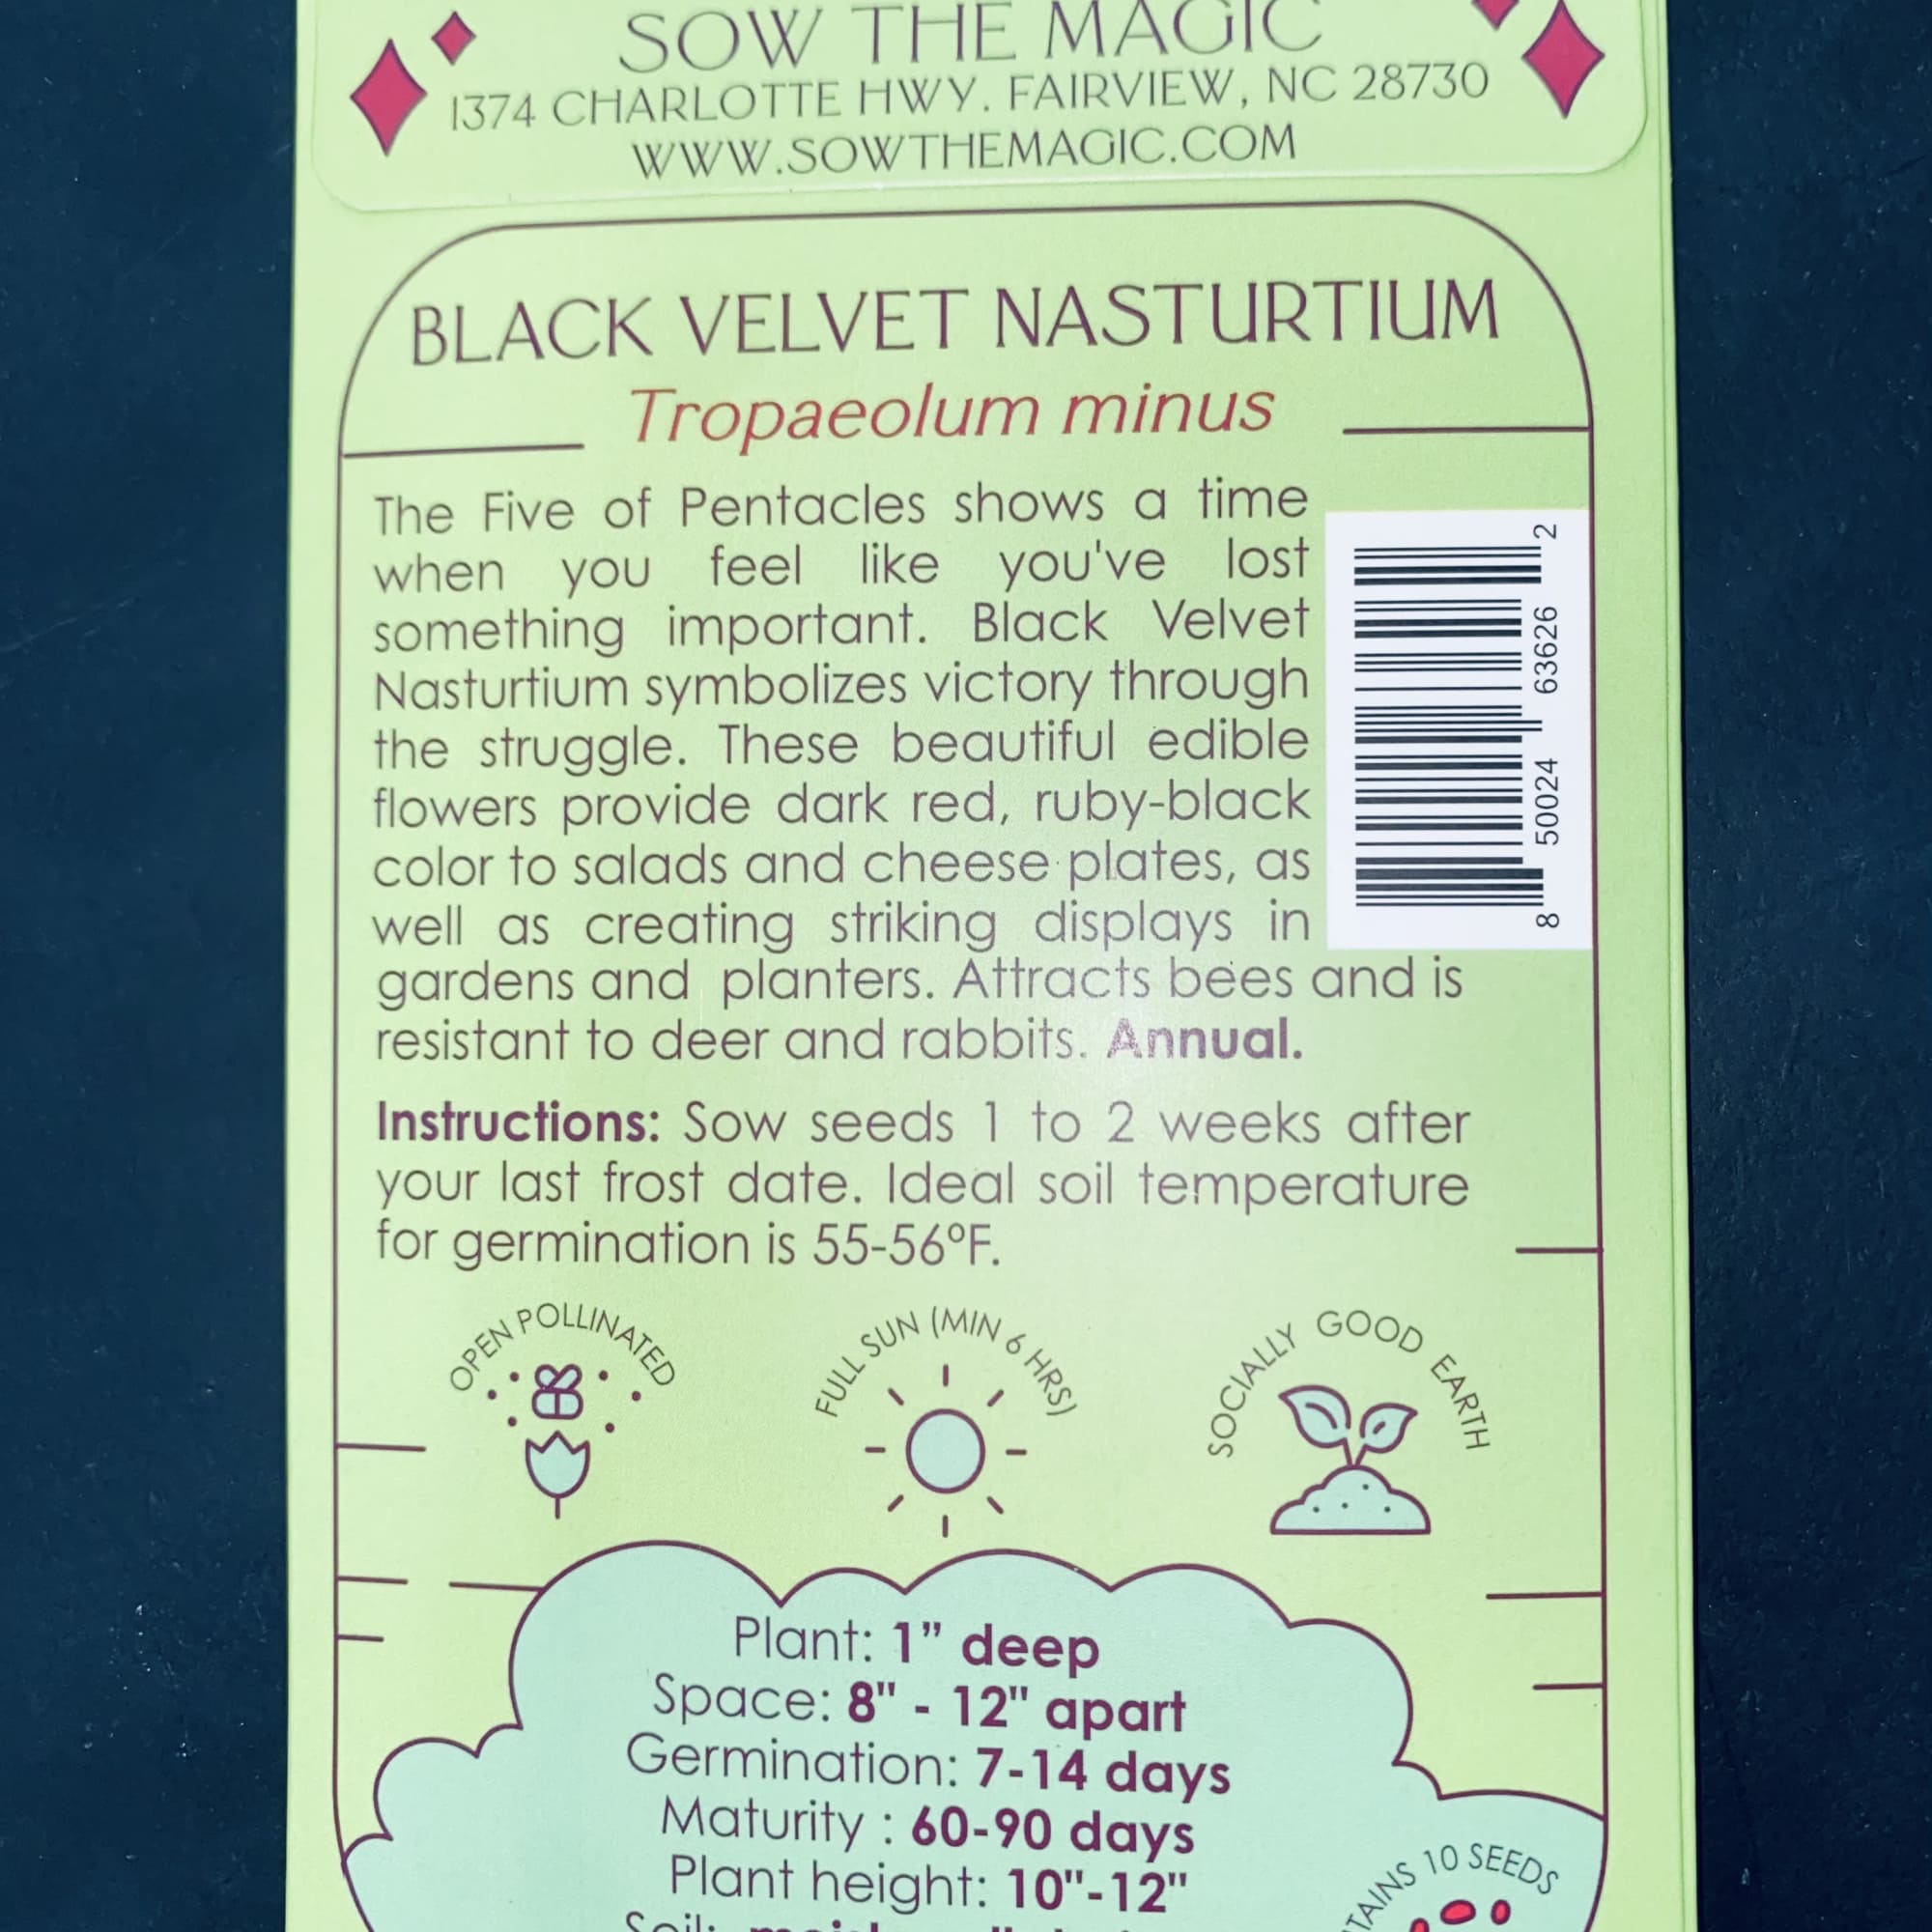 SOW THE MAGIC
1374 CHARLOTTE HWY. FAIRVIEW, NC 28730
WWW.SOWTHEMAGIC.COM
BLACK VELVET NASTURTIUM
Tropaeolum minus
The Five of Pentacles shows a time
when you feel like you've lost
something important. Black Velvet
Nasturtium symbolizes victory through
the struggle. These beautiful edible
flowers provide dark red, ruby-black
color to salads and cheese plates, as
well as creating striking displays in
gardens and planters. Attracts bees and is
resistant to deer and rabbits. Annual.
8 50024 63626 2
Instructions: Sow seeds 1 to 2 weeks after
your last frost date. Ideal soil temperature
for germination is 55-56ºF.
OPEN POLLINATED
FULL SUN (MIN 6 HRS)
SOCIALLY GOOD EARTH
Plant: 1” deep
Space: 8" - 12" apart
Germination: 7-14 days
Maturity : 60-90 days
Plant height: 10"-12"
10 SEEDS